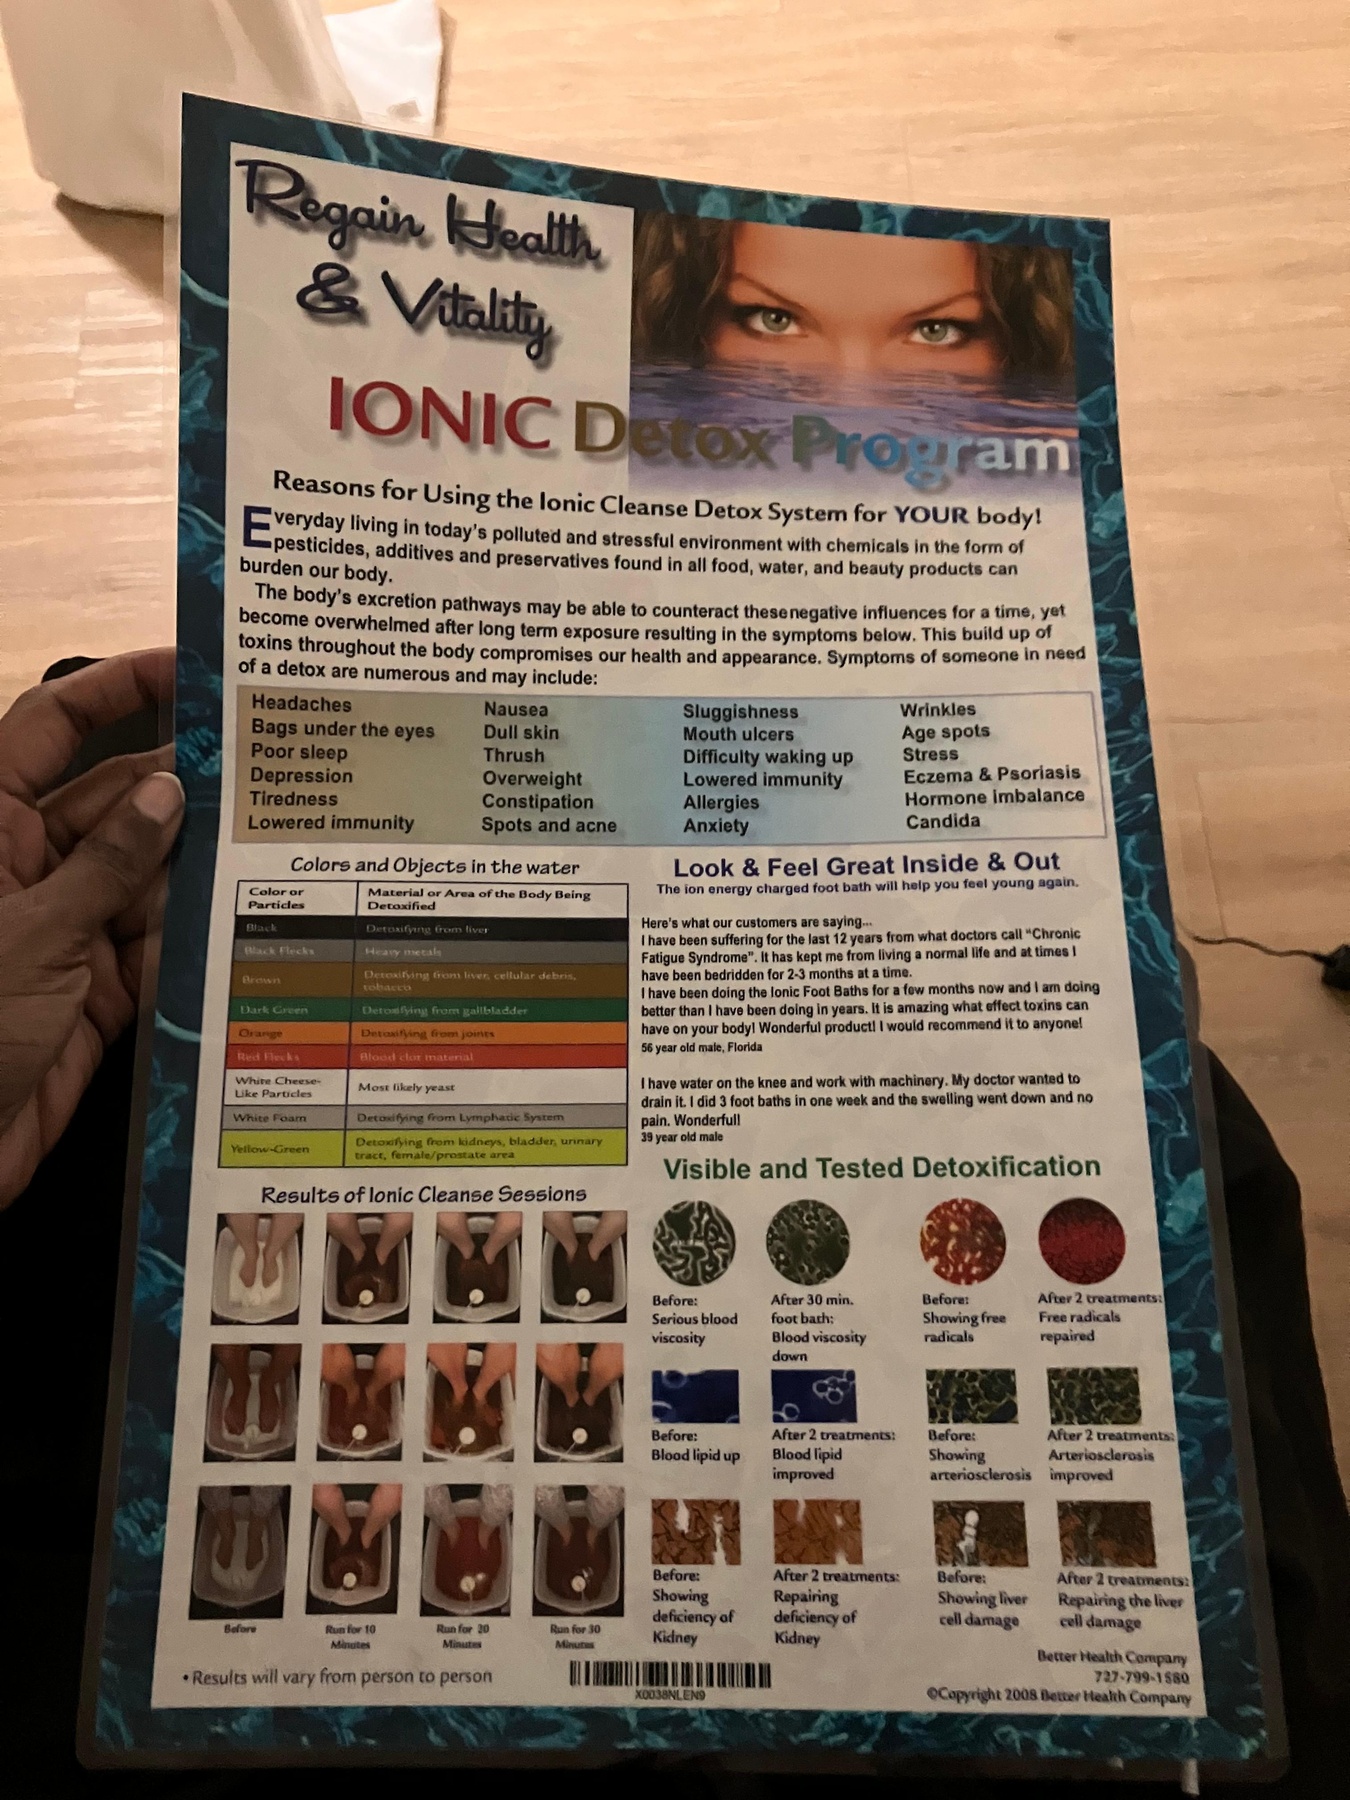 Regain Health
& Vitality
IONIC Detox Program
Reasons for Using the Ionic Cleanse Detox System for YOUR body!
Everyday living in today's polluted and stressful environment with chemicals in the form of
pesticides, additives and preservatives found in all food, water, and beauty products can
burden our body.
The body's excretion pathways may be able to counteract these negative influences for a time, yet
become overwhelmed after long term exposure resulting in the symptoms below. This build up of
toxins throughout the body compromises our health and appearance. Symptoms of someone in need
of a detox are numerous and may include:
Headaches
Bags under the eyes
Poor sleep
Depression
Tiredness
Lowered immunity
Nausea
Dull skin
Thrush
Overweight
Constipation
Spots and acne
Sluggishness
Mouth ulcers
Difficulty waking up
Lowered immunity
Allergies
Anxiety
Wrinkles
Age spots
Stress
Eczema & Psoriasis
Hormone imbalance
Candida
Colors and Objects in the water
Color or
Particles
Material or Area of the Body Being
Detoxified
Black
Detoxifying from liver
Black Flecks
Heavy metals
Brown
Detoxifying from liver, cellular debris,
tobacco
Dark Green
Detoxifying from gallbladder
Orange
Detoxifying from joints
Red Flecks
Blood clot material
White Cheese-
Like Particles
Most likely yeast
White Foam
Detoxifying from Lymphatic System
Yellow-Green
Detoxifying from kidneys, bladder, urinary
tract, female/prostate area
Results of Ionic Cleanse Sessions
Before
Run for 10
Minutes
Run for 20
Minutes
Run for 30
Minutes
• Results will vary from person to person
Look & Feel Great Inside & Out
The ion energy charged foot bath will help you feel young again.
Here's what our customers are saying...
I have been suffering for the last 12 years from what doctors call "Chronic
Fatigue Syndrome". It has kept me from living a normal life and at times I
have been bedridden for 2-3 months at a time.
I have been doing the Ionic Foot Baths for a few months now and I am doing
better than I have been doing in years. It is amazing what effect toxins can
have on your body! Wonderful product! I would recommend it to anyone!
56 year old male, Florida
I have water on the knee and work with machinery. My doctor wanted to
drain it. I did 3 foot baths in one week and the swelling went down and no
pain. Wonderful!
39 year old male
Visible and Tested Detoxification
Before:
Serious blood
viscosity
After 30 min.
foot bath:
Blood viscosity
down
Before:
Showing free
radicals
After 2 treatments:
Free radicals
repaired
Before:
Blood lipid up
After 2 treatments:
Blood lipid
improved
Before:
Showing
arteriosclerosis
After 2 treatments:
Arteriosclerosis
improved
Before:
Showing
deficiency of
Kidney
After 2 treatments:
Repairing
deficiency of
Kidney
Before:
Showing liver
cell damage
After 2 treatments:
Repairing the liver
cell damage
X0038NLEN9
Better Health Company
727-799-1580
©Copyright 2008 Better Health Company